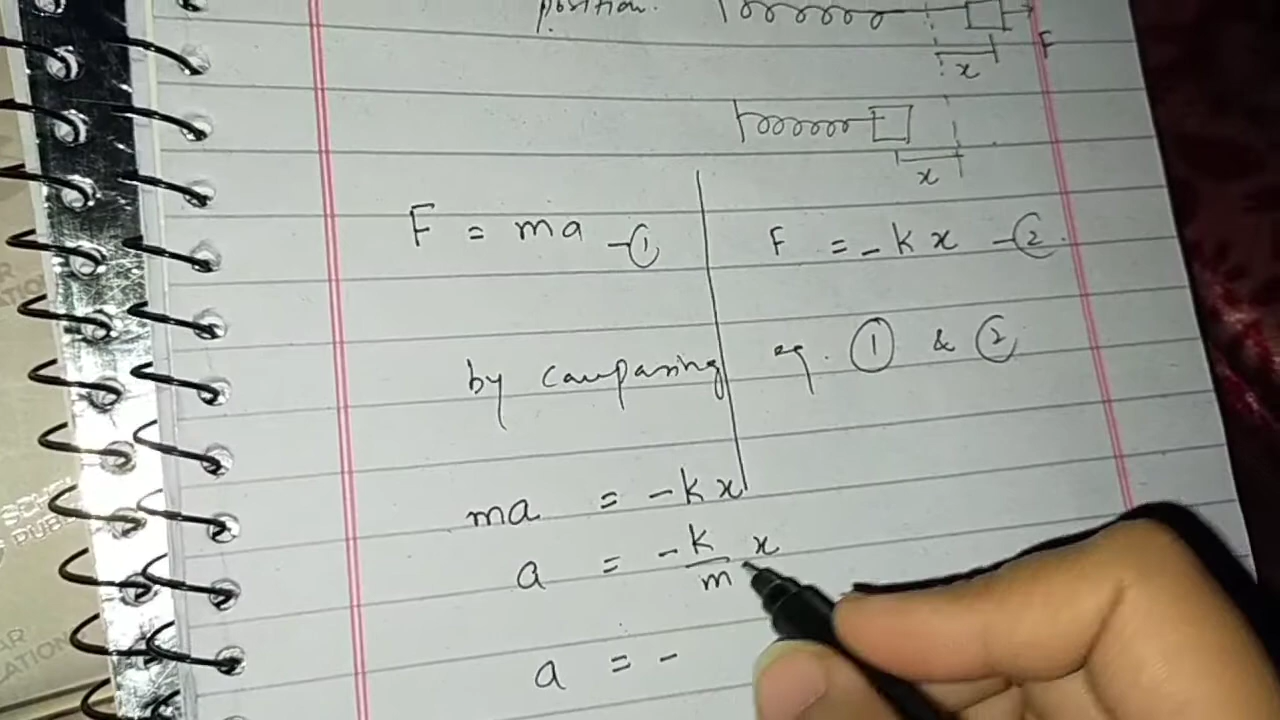 position.
F
x
x
F = ma -① F = -kx -②.
by comparing eq. ① & ②
ma = -kx
a = -k/m x
a = -